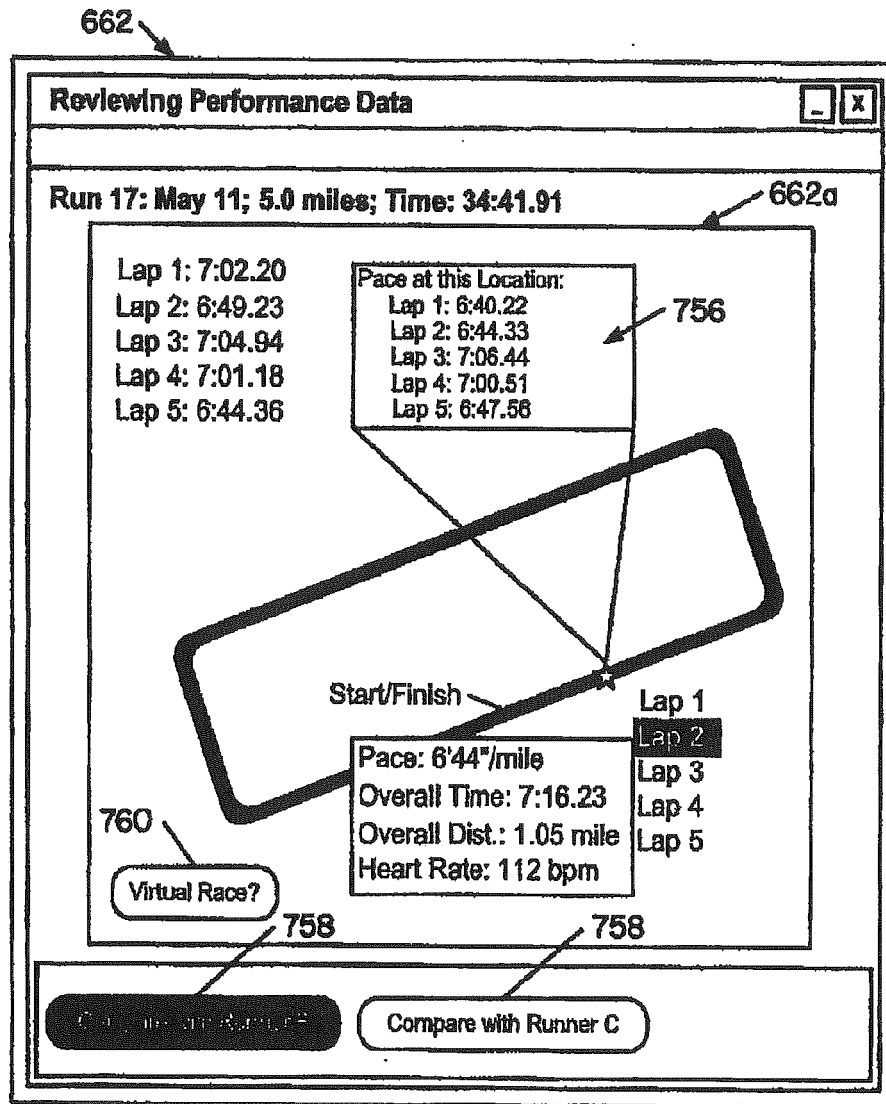 662
Reviewing Performance Data
_ X
Run 17: May 11; 5.0 miles; Time: 34:41.91
662a
Lap 1: 7:02.20
Lap 2: 6:49.23
Lap 3: 7:04.94
Lap 4: 7:01.18
Lap 5: 6:44.36
Pace at this Location:
Lap 1: 6:40.22
Lap 2: 6:44.33
Lap 3: 7:06.44
Lap 4: 7:00.51
Lap 5: 6:47.56
756
Start/Finish
Lap 1
Lap 2
Lap 3
Lap 4
Lap 5
Pace: 6'44"/mile
Overall Time: 7:16.23
Overall Dist.: 1.05 mile
Heart Rate: 112 bpm
760
Virtual Race?
758
758
Compare with Runner C